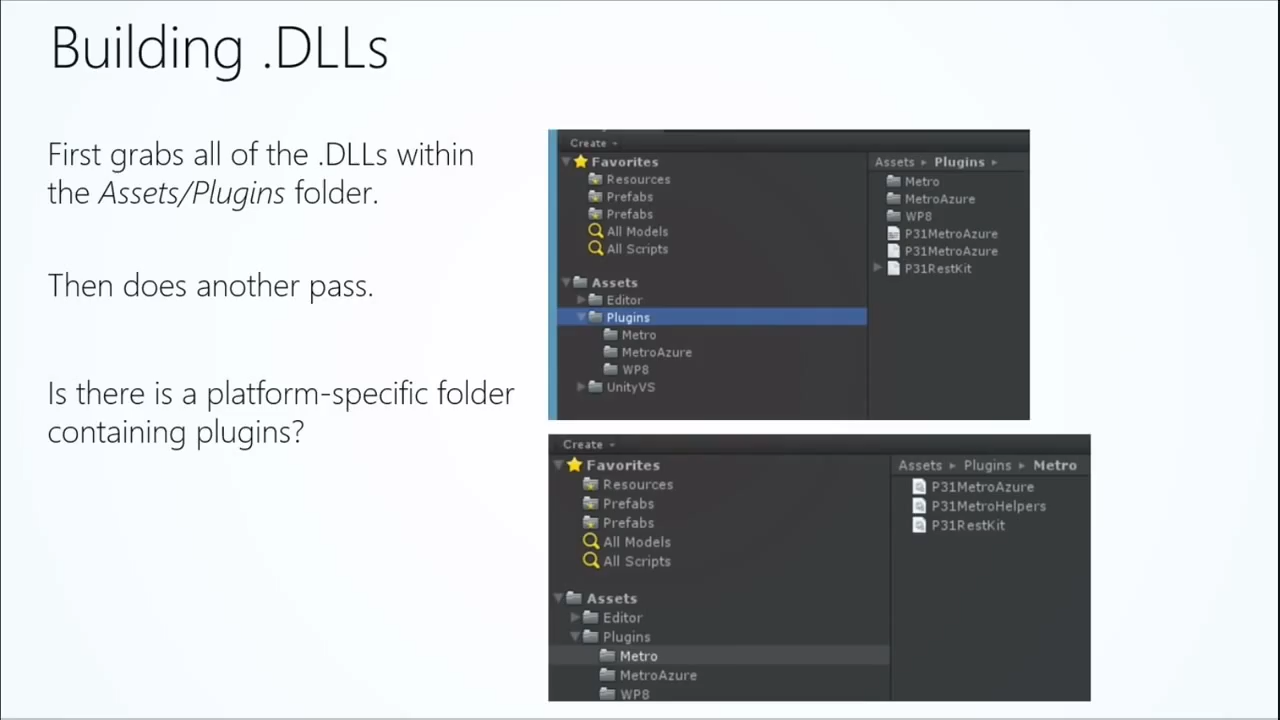 Building .DLLs
First grabs all of the .DLLs within
the Assets/Plugins folder.
Then does another pass.
Is there is a platform-specific folder
containing plugins?
Create
Favorites
Resources
Prefabs
Prefabs
All Models
All Scripts
Assets
Editor
Plugins
Metro
MetroAzure
WP8
UnityVS
Assets Plugins
Metro
MetroAzure
WP8
P31MetroAzure
P31MetroAzure
P31RestKit
Create
Favorites
Resources
Prefabs
Prefabs
All Models
All Scripts
Assets
Editor
Plugins
Metro
MetroAzure
WP8
Assets Plugins Metro
P31MetroAzure
P31MetroHelpers
P31RestKit